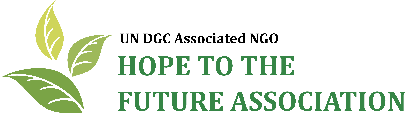 UN DGC Associated NGO
HOPE TO THE
FUTURE ASSOCIATION